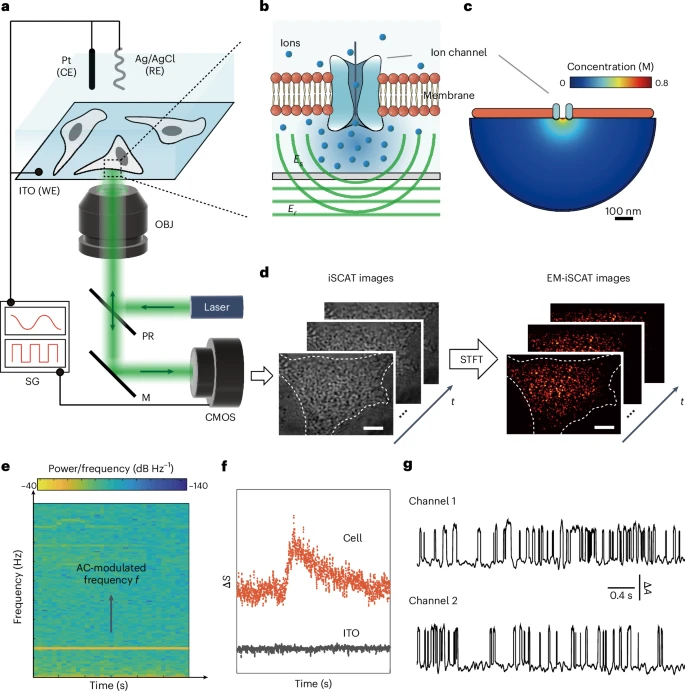 a
Pt
(CE)
Ag/AgCl
(RE)
ITO (WE)
OBJ
Laser
PR
M
CMOS
SG
b
Ions
Ion channel
Membrane
Es
Er
c
Concentration (M)
0
0.8
100 nm
d
iSCAT images
EM-iSCAT images
STFT
...
t
...
t
e
Power/frequency (dB Hz−1)
−40
−140
Frequency (Hz)
AC-modulated
frequency f
Time (s)
f
ΔS
Cell
ITO
Time (s)
g
Channel 1
0.4 s
ΔA
Channel 2